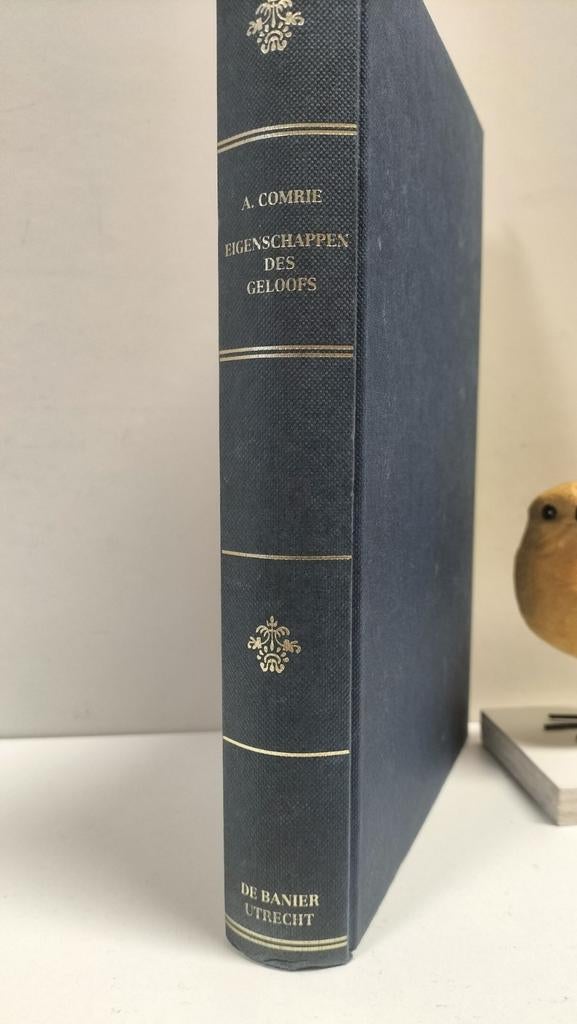 A. COMRIE
EIGENSCHAPPEN
DES
GELOOFS
DE BANIER
UTRECHT